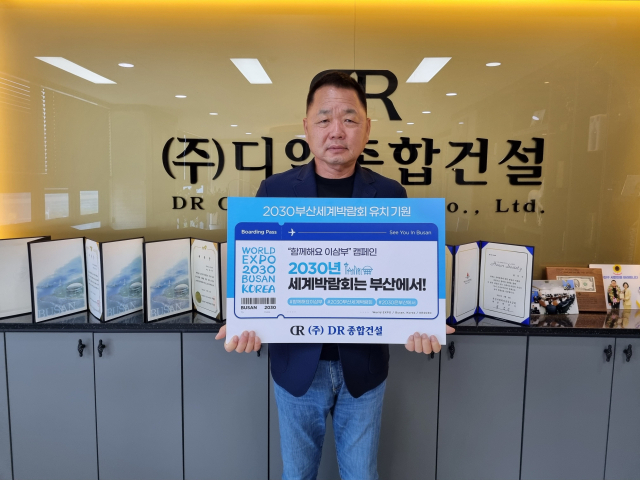 DR
(주)디알종합건설
DR C o., Ltd.
2030부산세계박람회 유치 기원
Boarding Pass
See You In Busan
WORLD
EXPO
2030
BUSAN
KOREA
BUSAN 2030
"함께해요 이삼부" 캠페인
2030년
세계박람회는 부산에서!
DR (주) DR종합건설